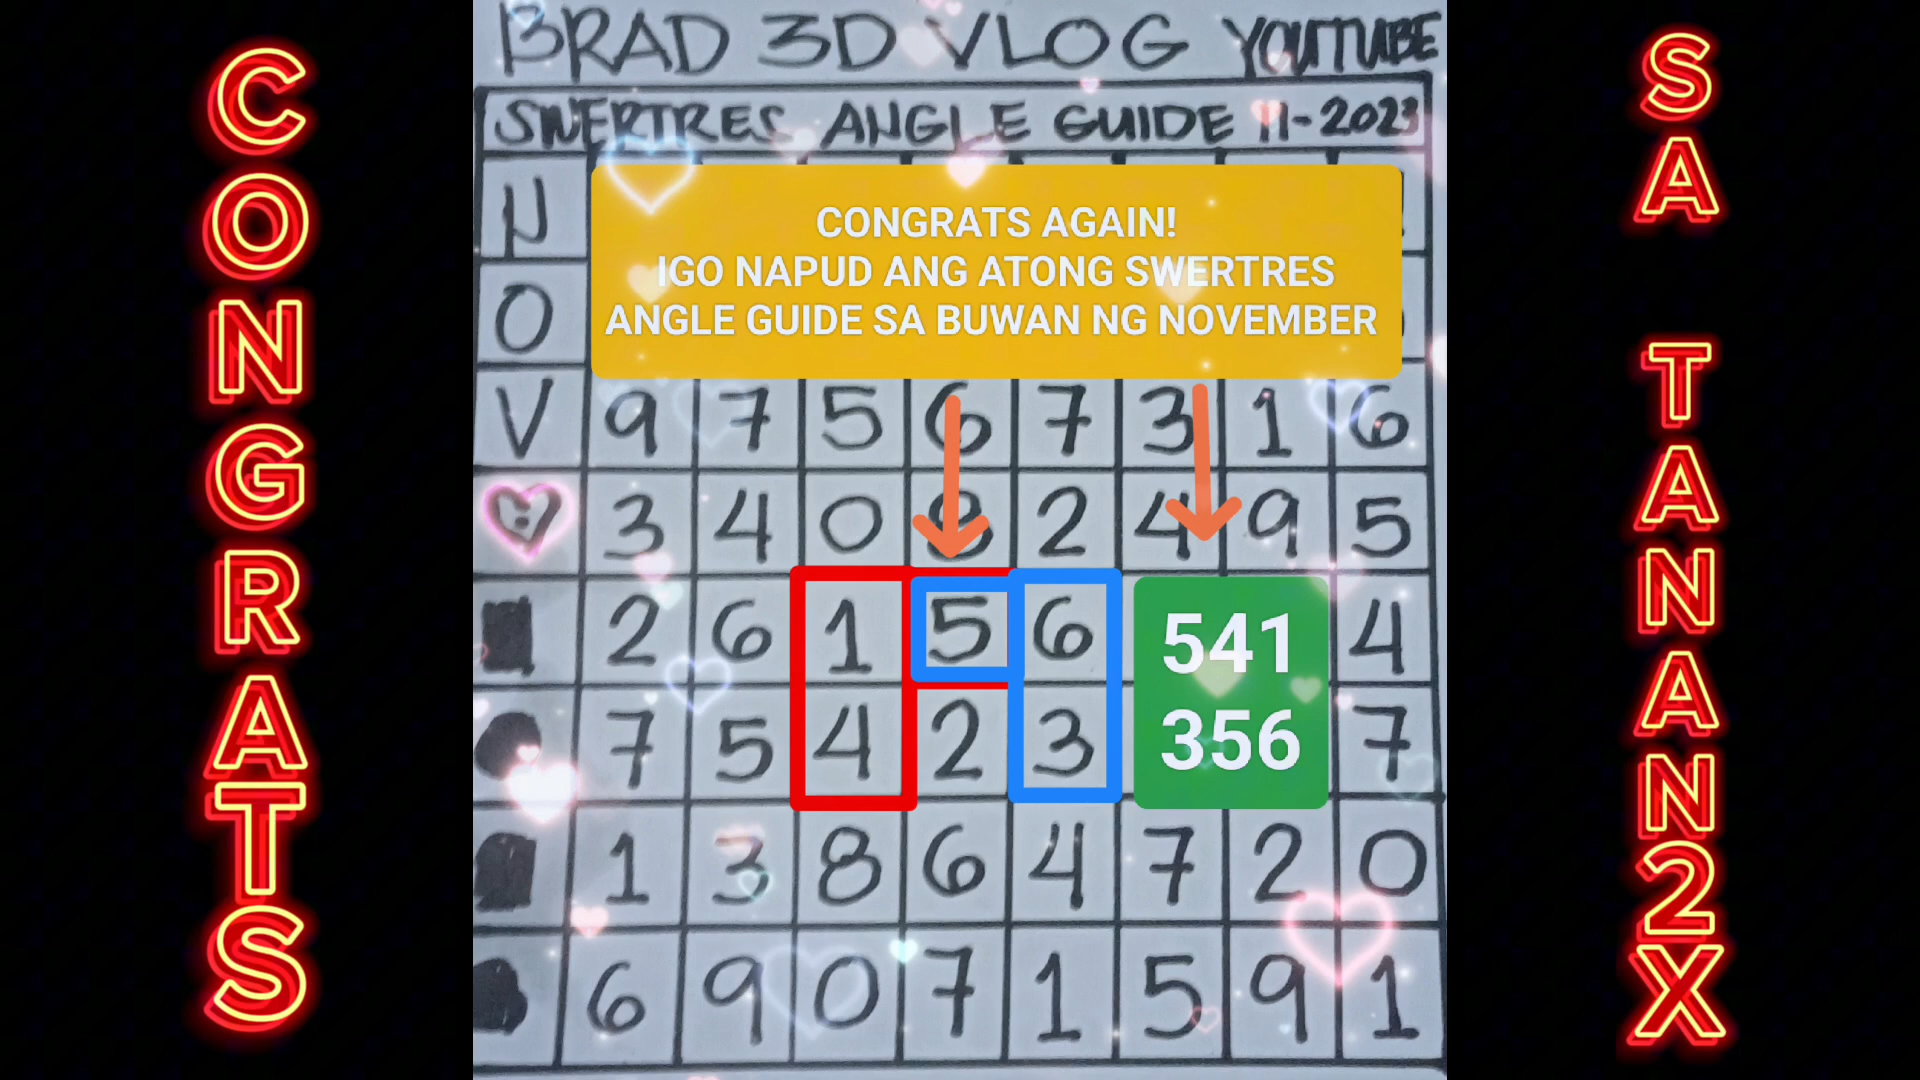 CONGRATS
BRAD 3D VLOG YOUTUBE
SWERTRES ANGLE GUIDE 11-2023
CONGRATS AGAIN!
IGO NAPUD ANG ATONG SWERTRES
ANGLE GUIDE SA BUWAN NG NOVEMBER
N
O
V 9 7 5 6 7 3 1 6
3 4 0 8 2 4 9 5
2 6 1 5 6 4
7 5 4 2 3 7
541
356
1 3 8 6 4 7 2 0
6 9 0 7 1 5 9 1
SA TANANAN2X